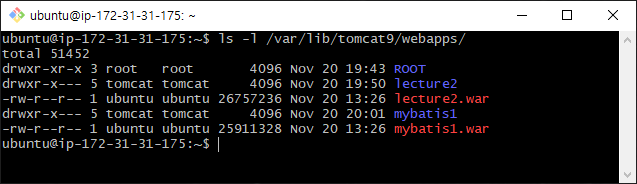 ubuntu@ip-172-31-31-175: ~
ubuntu@ip-172-31-31-175:~$ ls -l /var/lib/tomcat9/webapps/
total 51452
drwxr-xr-x 3 root   root       4096 Nov 20 19:43 ROOT
drwxr-x--- 5 tomcat tomcat     4096 Nov 20 19:50 lecture2
-rw-r--r-- 1 ubuntu ubuntu 26757236 Nov 20 13:26 lecture2.war
drwxr-x--- 5 tomcat tomcat     4096 Nov 20 20:01 mybatis1
-rw-r--r-- 1 ubuntu ubuntu 25911328 Nov 20 13:26 mybatis1.war
ubuntu@ip-172-31-31-175:~$